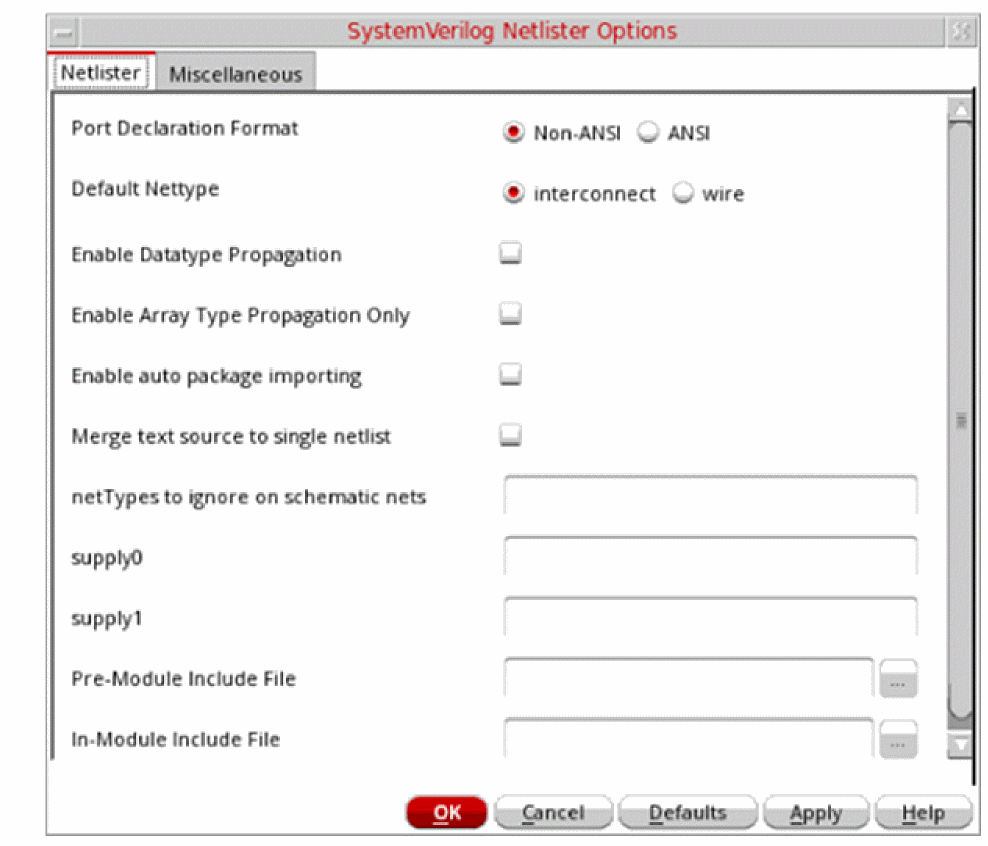 SystemVerilog Netlister Options
Netlister Miscellaneous
Port Declaration Format Non-ANSI ANSI
Default Nettype interconnect wire
Enable Datatype Propagation
Enable Array Type Propagation Only
Enable auto package importing
Merge text source to single netlist
netTypes to ignore on schematic nets
supply0
supply1
Pre-Module Include File ...
In-Module Include File ...
OK Cancel Defaults Apply Help